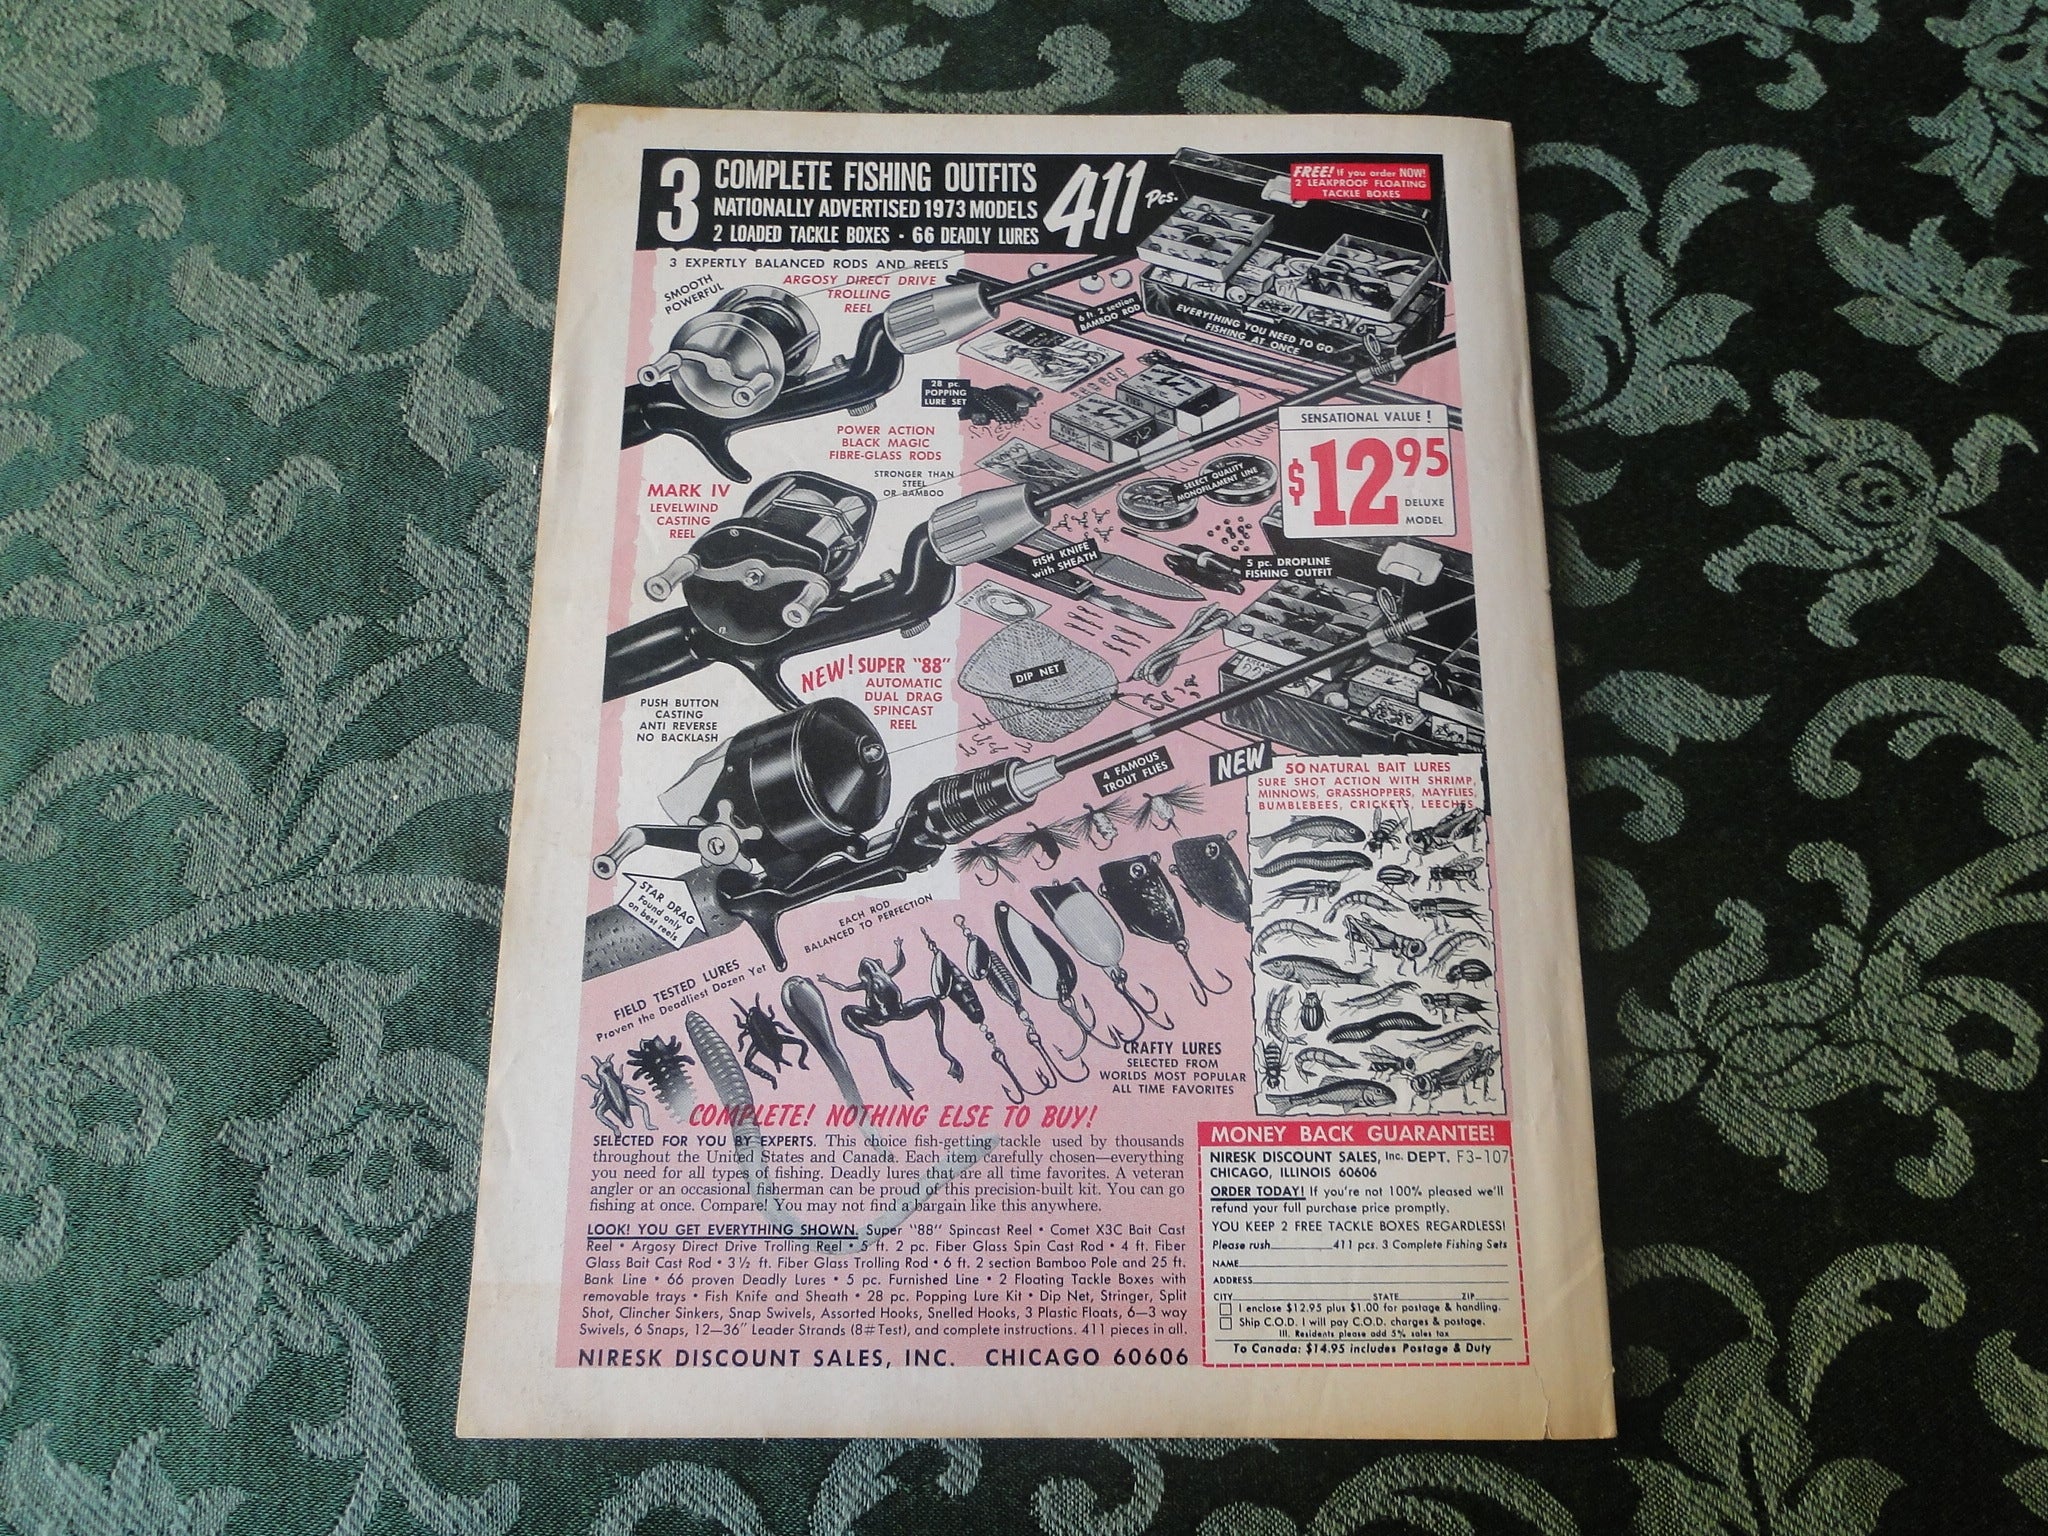 3 COMPLETE FISHING OUTFITS
NATIONALLY ADVERTISED 1973 MODELS
2 LOADED TACKLE BOXES · 66 DEADLY LURES
411 Pcs.
FREE! If you order NOW!
2 LEAKPROOF FLOATING
TACKLE BOXES
3 EXPERTLY BALANCED RODS AND REELS
SMOOTH
POWERFUL
ARGOSY DIRECT DRIVE
TROLLING
REEL
6 ft. 2 section
BAMBOO ROD
EVERYTHING YOU NEED TO GO
FISHING AT ONCE
28 pc.
POPPING
LURE SET
POWER ACTION
BLACK MAGIC
FIBRE-GLASS RODS
STRONGER THAN
STEEL
OR BAMBOO
SENSATIONAL VALUE!
$12.95
DELUXE
MODEL
MARK IV
LEVELWIND
CASTING
REEL
SELECT QUALITY
MONOFILAMENT LINE
FISH KNIFE
with SHEATH
5 pc. DROPLINE
FISHING OUTFIT
NEW! SUPER "88"
AUTOMATIC
DUAL DRAG
SPINCAST
REEL
DIP NET
PUSH BUTTON
CASTING
ANTI REVERSE
NO BACKLASH
4 FAMOUS
TROUT FLIES
NEW
50 NATURAL BAIT LURES
SURE SHOT ACTION WITH SHRIMP,
MINNOWS, GRASSHOPPERS, MAYFLIES,
BUMBLEBEES, CRICKETS, LEECHES
STAR DRAG
Found only
on best reels
EACH ROD
BALANCED TO PERFECTION
FIELD TESTED LURES
Proven the Deadliest Dozen Yet
CRAFTY LURES
SELECTED FROM
WORLDS MOST POPULAR
ALL TIME FAVORITES
COMPLETE! NOTHING ELSE TO BUY!
SELECTED FOR YOU BY EXPERTS. This choice fish-getting tackle used by thousands
throughout the United States and Canada. Each item carefully chosen—everything
you need for all types of fishing. Deadly lures that are all time favorites. A veteran
angler or an occasional fisherman can be proud of this precision-built kit. You can go
fishing at once. Compare! You may not find a bargain like this anywhere.
LOOK! YOU GET EVERYTHING SHOWN. Super "88" Spincast Reel • Comet X3C Bait Cast
Reel • Argosy Direct Drive Trolling Reel • 5 ft. 2 pc. Fiber Glass Spin Cast Rod • 4 ft. Fiber
Glass Bait Cast Rod • 3½ ft. Fiber Glass Trolling Rod • 6 ft. 2 section Bamboo Pole and 25 ft.
Bank Line • 66 proven Deadly Lures • 5 pc. Furnished Line • 2 Floating Tackle Boxes with
removable trays • Fish Knife and Sheath • 28 pc. Popping Lure Kit • Dip Net, Stringer, Split
Shot, Clincher Sinkers, Snap Swivels, Assorted Hooks, Snelled Hooks, 3 Plastic Floats, 6—3 way
Swivels, 6 Snaps, 12—36" Leader Strands (8# Test), and complete instructions. 411 pieces in all.
NIRESK DISCOUNT SALES, INC. CHICAGO 60606
MONEY BACK GUARANTEE!
NIRESK DISCOUNT SALES, Inc. DEPT. F3-107
CHICAGO, ILLINOIS 60606
ORDER TODAY! If you're not 100% pleased we'll
refund your full purchase price promptly.
YOU KEEP 2 FREE TACKLE BOXES REGARDLESS!
Please rush 411 pcs. 3 Complete Fishing Sets
NAME
ADDRESS
CITY STATE ZIP
I enclose $12.95 plus $1.00 for postage & handling.
Ship C.O.D. I will pay C.O.D. charges & postage.
Ill. Residents please add 5% sales tax
To Canada: $14.95 includes Postage & Duty